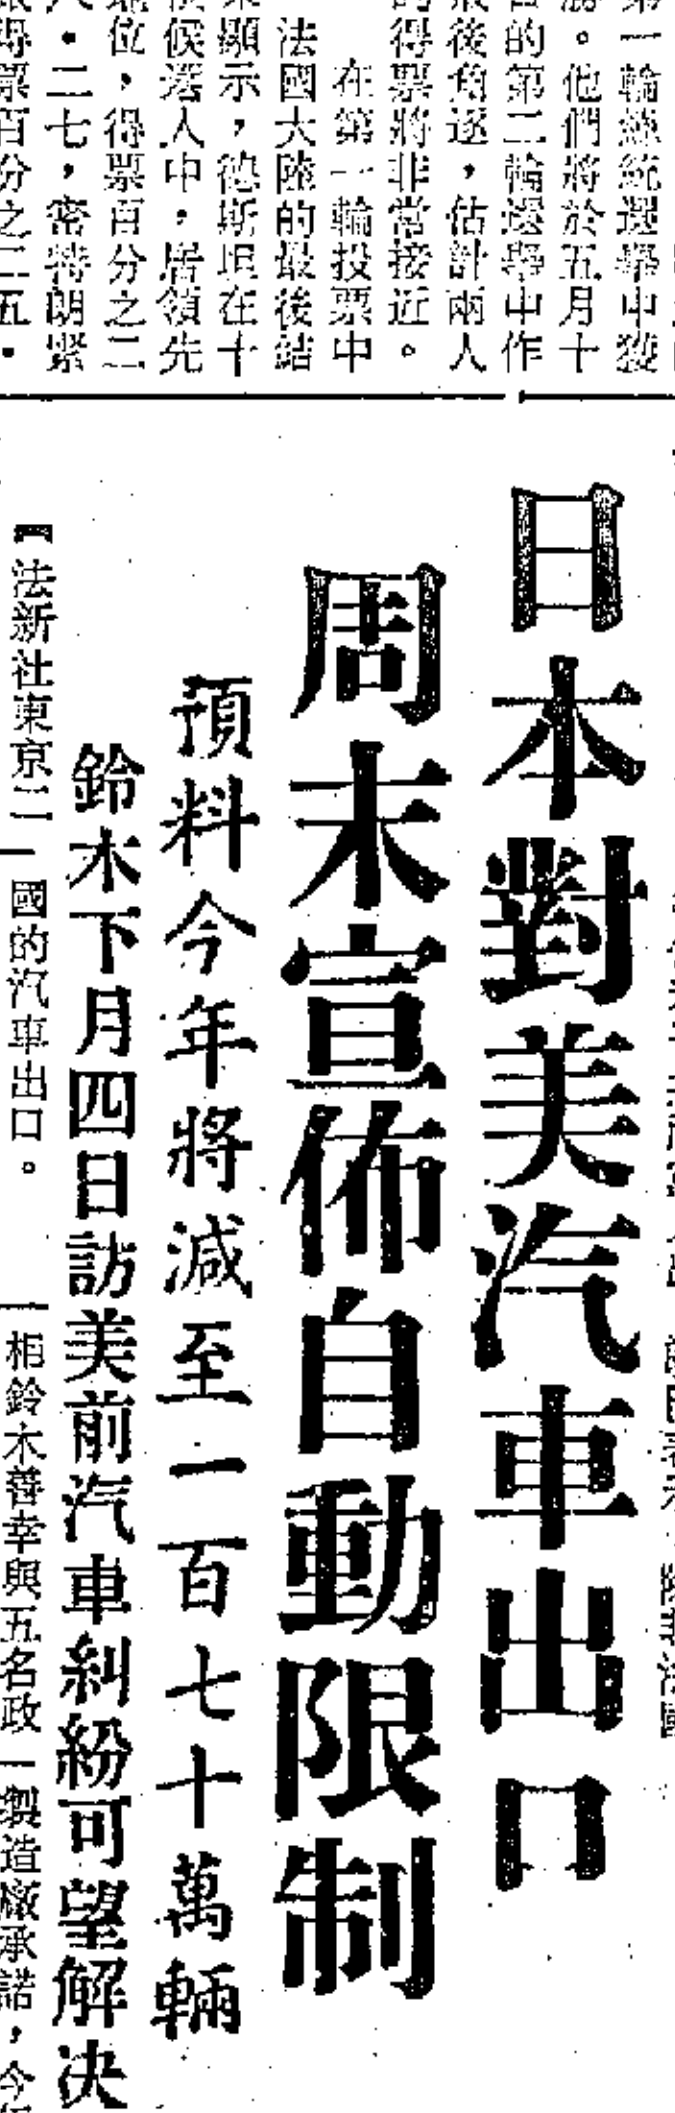 第一輪總統選舉中獲
勝。他們將於五月十
日的第二輪選舉中作
最後角逐，估計兩人
的得票將非常接近。
在第一輪投票中
法國大陸的最後結
果顯示，德斯坦在十
候選人中，居領先
地位，得票百分之二
八・二七，密特朗緊
得票百分之二五・
日本對美汽車出口
周末宣佈自動限制
預料今年將減至一百七十萬輛
鈴木下月四日訪美前汽車糾紛可望解決
【法新社東京二
國的汽車出口。
相鈴木善幸與五名政
製造廠承諾，今